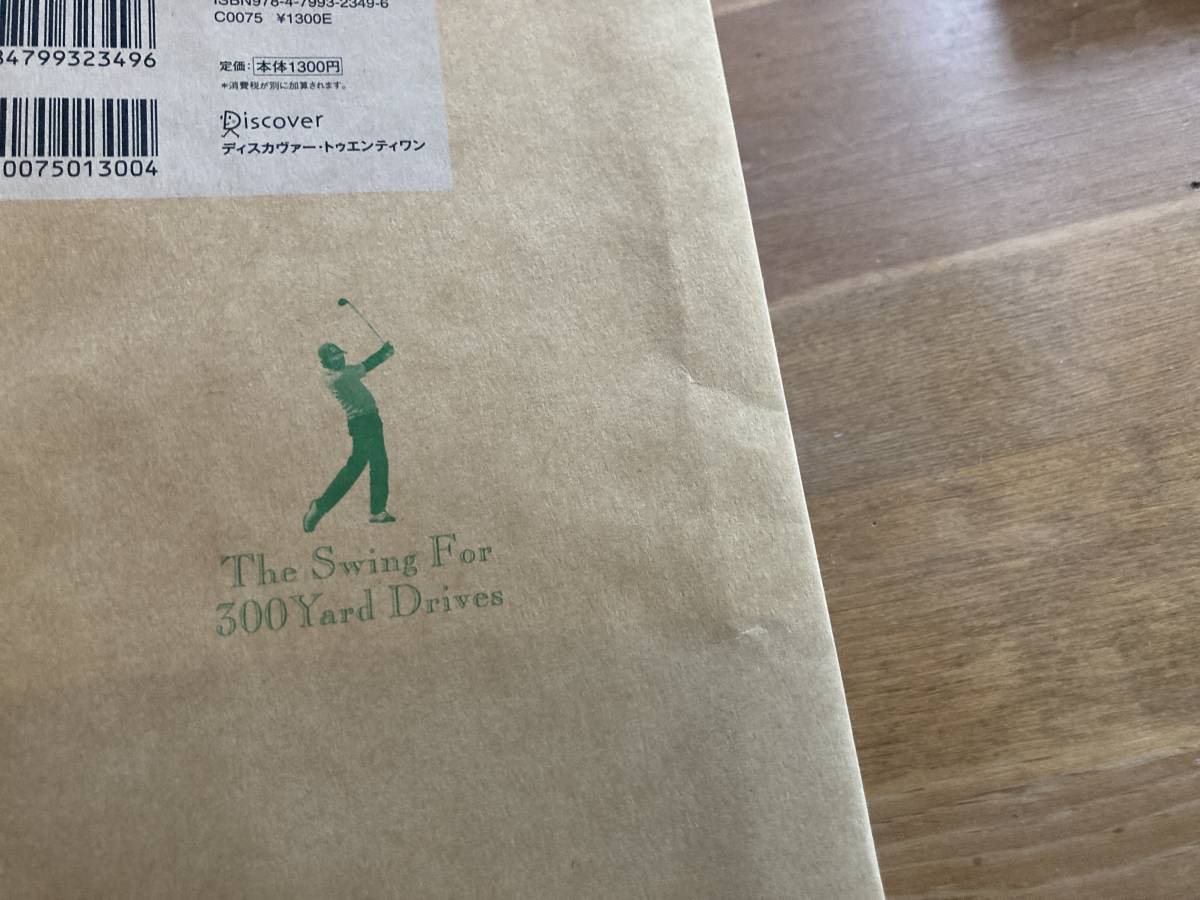 ISBN978-4-7993-2349-6
C0075 ¥1300E
34799323496
定価：本体1300円
*消費税が別に加算されます。
Discover
ディスカヴァー・トゥエンティワン
0075013004
The Swing For
300 Yard Drives